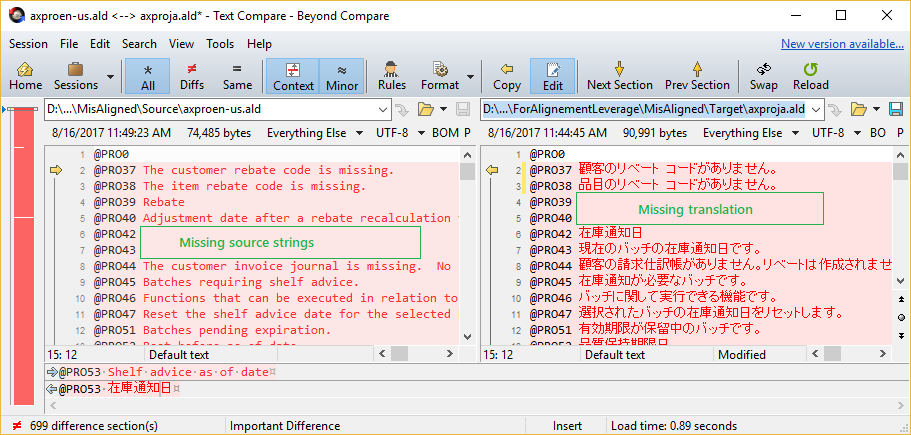 axproen-us.ald <--> axproja.ald* - Text Compare - Beyond Compare
Session File Edit Search View Tools Help New version available...
Home Sessions All Diffs Same Context Minor Rules Format Copy Edit Next Section Prev Section Swap Reload
D:\...\MisAligned\Source\axproen-us.ald D:\...\ForAlignementLeverage\MisAligned\Target\axproja.ald
8/16/2017 11:49:23 AM 74,485 bytes Everything Else UTF-8 BOM P 8/16/2017 11:44:45 AM 90,991 bytes Everything Else UTF-8 BO P
1 @PRO0
2 @PRO37 The customer rebate code is missing.
3 @PRO38 The item rebate code is missing.
4 @PRO39 Rebate
5 @PRO40 Adjustment date after a rebate recalculation
6 @PRO42
Missing source strings
7 @PRO43
8 @PRO44 The customer invoice journal is missing. No
9 @PRO45 Batches requiring shelf advice.
10 @PRO46 Functions that can be executed in relation to
11 @PRO47 Reset the shelf advice date for the selected
12 @PRO51 Batches pending expiration.
1 @PRO0
2 @PRO37 顧客のリベート コードがありません。
3 @PRO38 品目のリベート コードがありません。
4 @PRO39
Missing translation
5 @PRO40
6 @PRO42 在庫通知日
7 @PRO43 現在のバッチの在庫通知日です。
8 @PRO44 顧客の請求仕訳帳がありません。リベートは作成されませ
9 @PRO45 在庫通知が必要なバッチです。
10 @PRO46 バッチに関して実行できる機能です。
11 @PRO47 選択されたバッチの在庫通知日をリセットします。
12 @PRO51 有効期限が保留中のバッチです。
15: 12 Default text 15: 12 Default text Modified
@PRO53·Shelf·advice·as·of·date¤
@PRO53·在庫通知日¤
≠ 699 difference section(s) Important Difference Insert Load time: 0.89 seconds